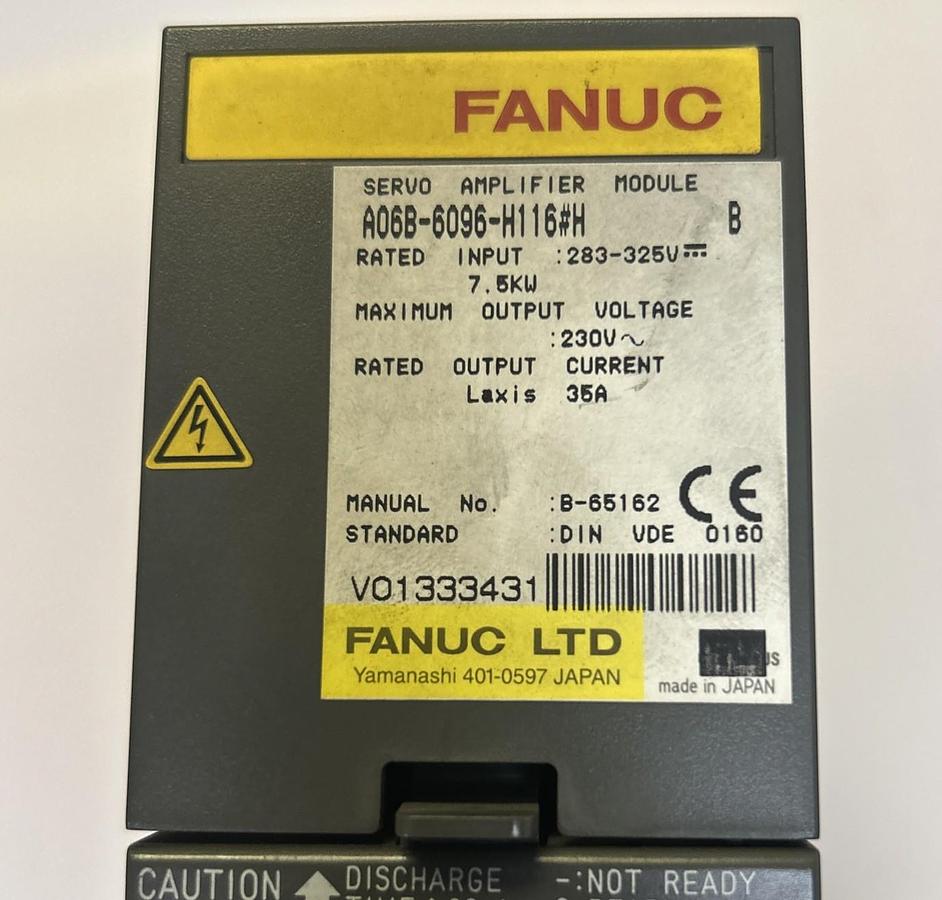 FANUC
SERVO AMPLIFIER MODULE
A06B-6096-H116#H B
RATED INPUT :283-325V⎓
7.5KW
MAXIMUM OUTPUT VOLTAGE
:230V~
RATED OUTPUT CURRENT
Laxis 35A
MANUAL No. :B-65162 CE
STANDARD :DIN VDE 0160
V01333431
FANUC LTD
Yamanashi 401-0597 JAPAN
US
made in JAPAN
CAUTION DISCHARGE -:NOT READY